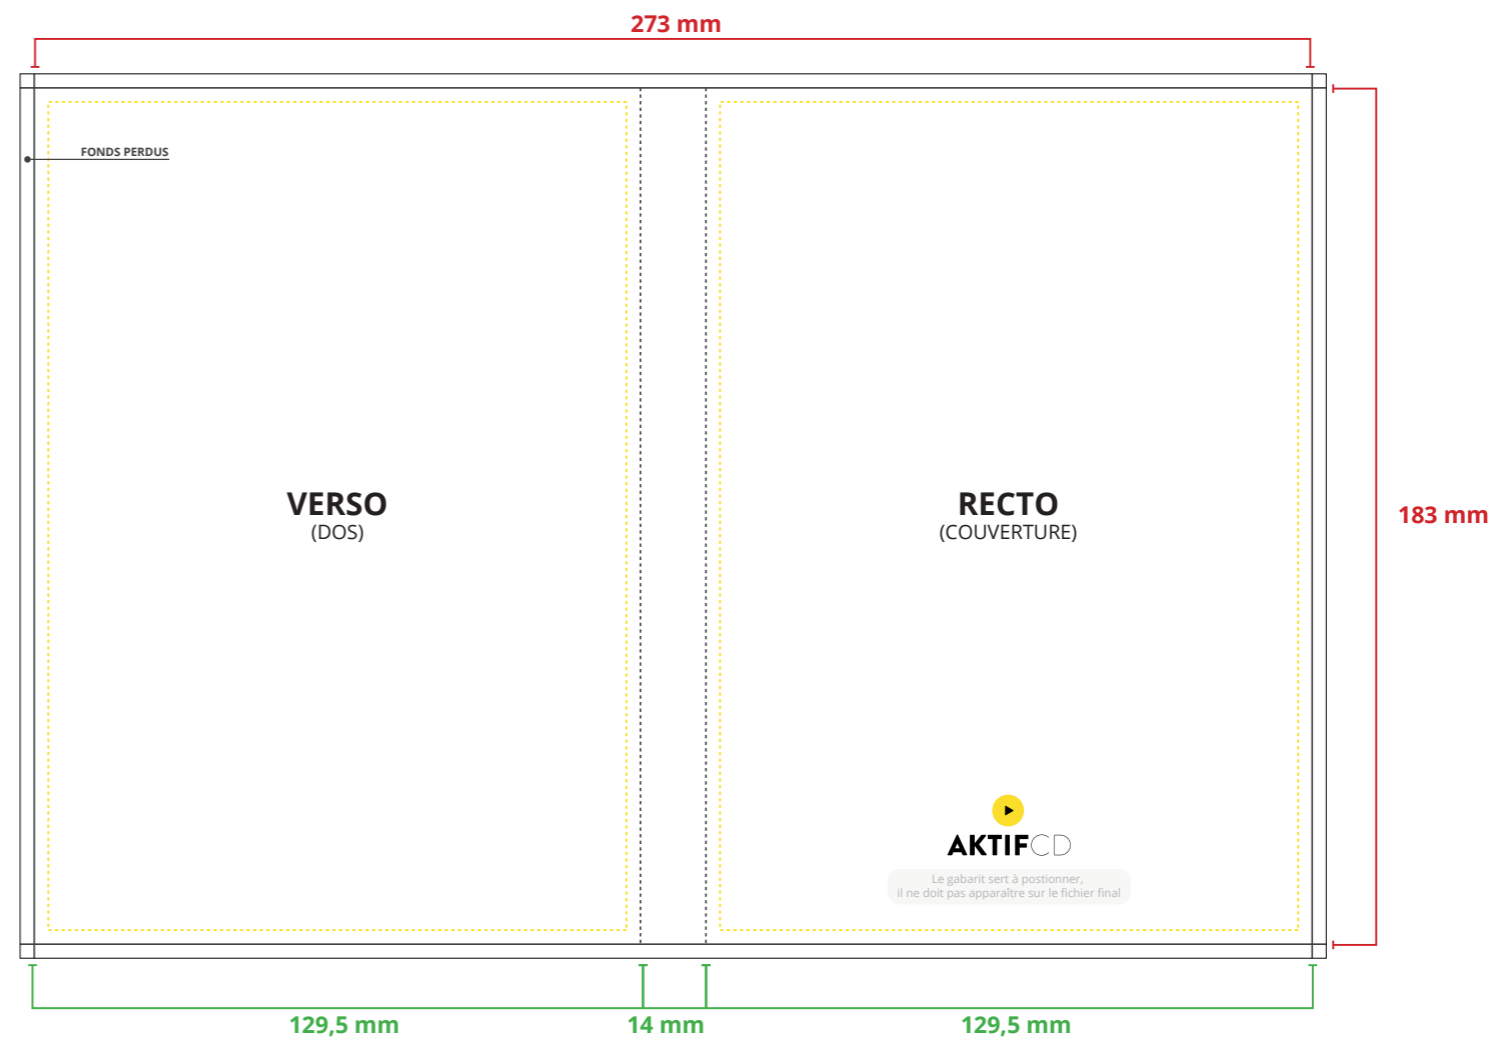 273 mm
FONDS PERDUS
VERSO
(DOS)
RECTO
(COUVERTURE)
183 mm
AKTIFCD
Le gabarit sert à postionner,
il ne doit pas apparaître sur le fichier final
129,5 mm
14 mm
129,5 mm